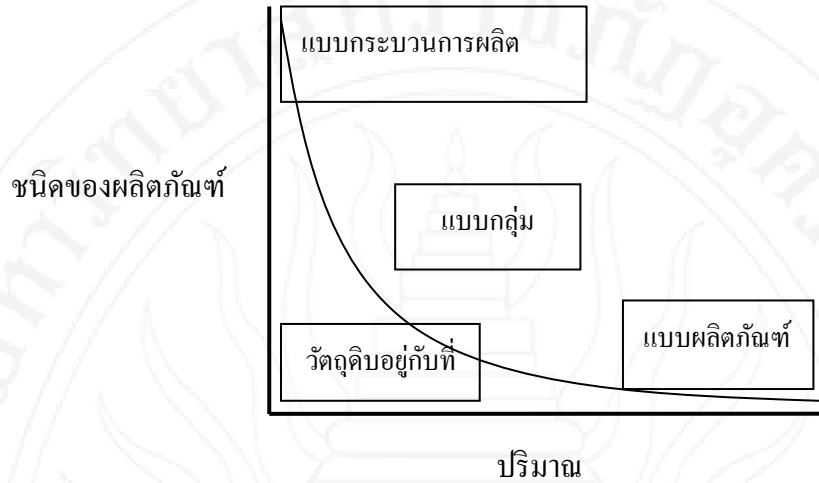 แบบกระบวนการผลิต
ชนิดของผลิตภัณฑ์
แบบกลุ่ม
วัตถุดิบอยู่กับที่
แบบผลิตภัณฑ์
ปริมาณ